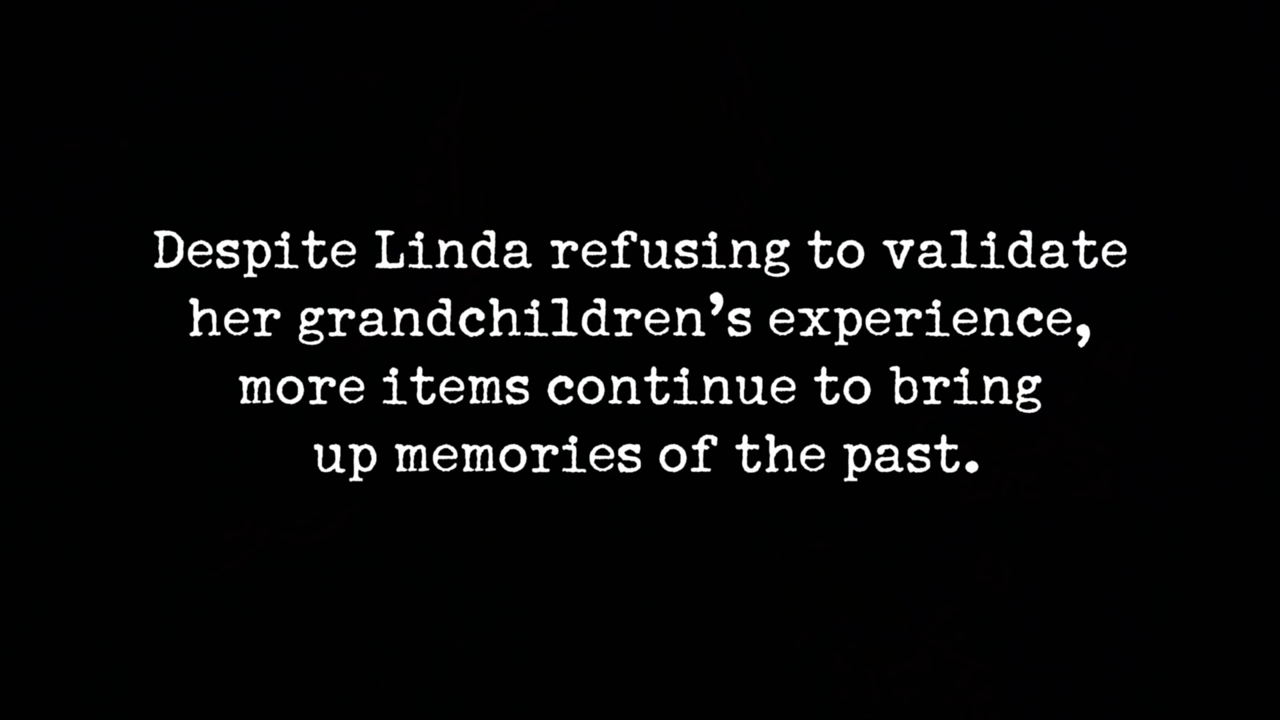 Despite Linda refusing to validate
her grandchildren’s experience,
more items continue to bring
up memories of the past.